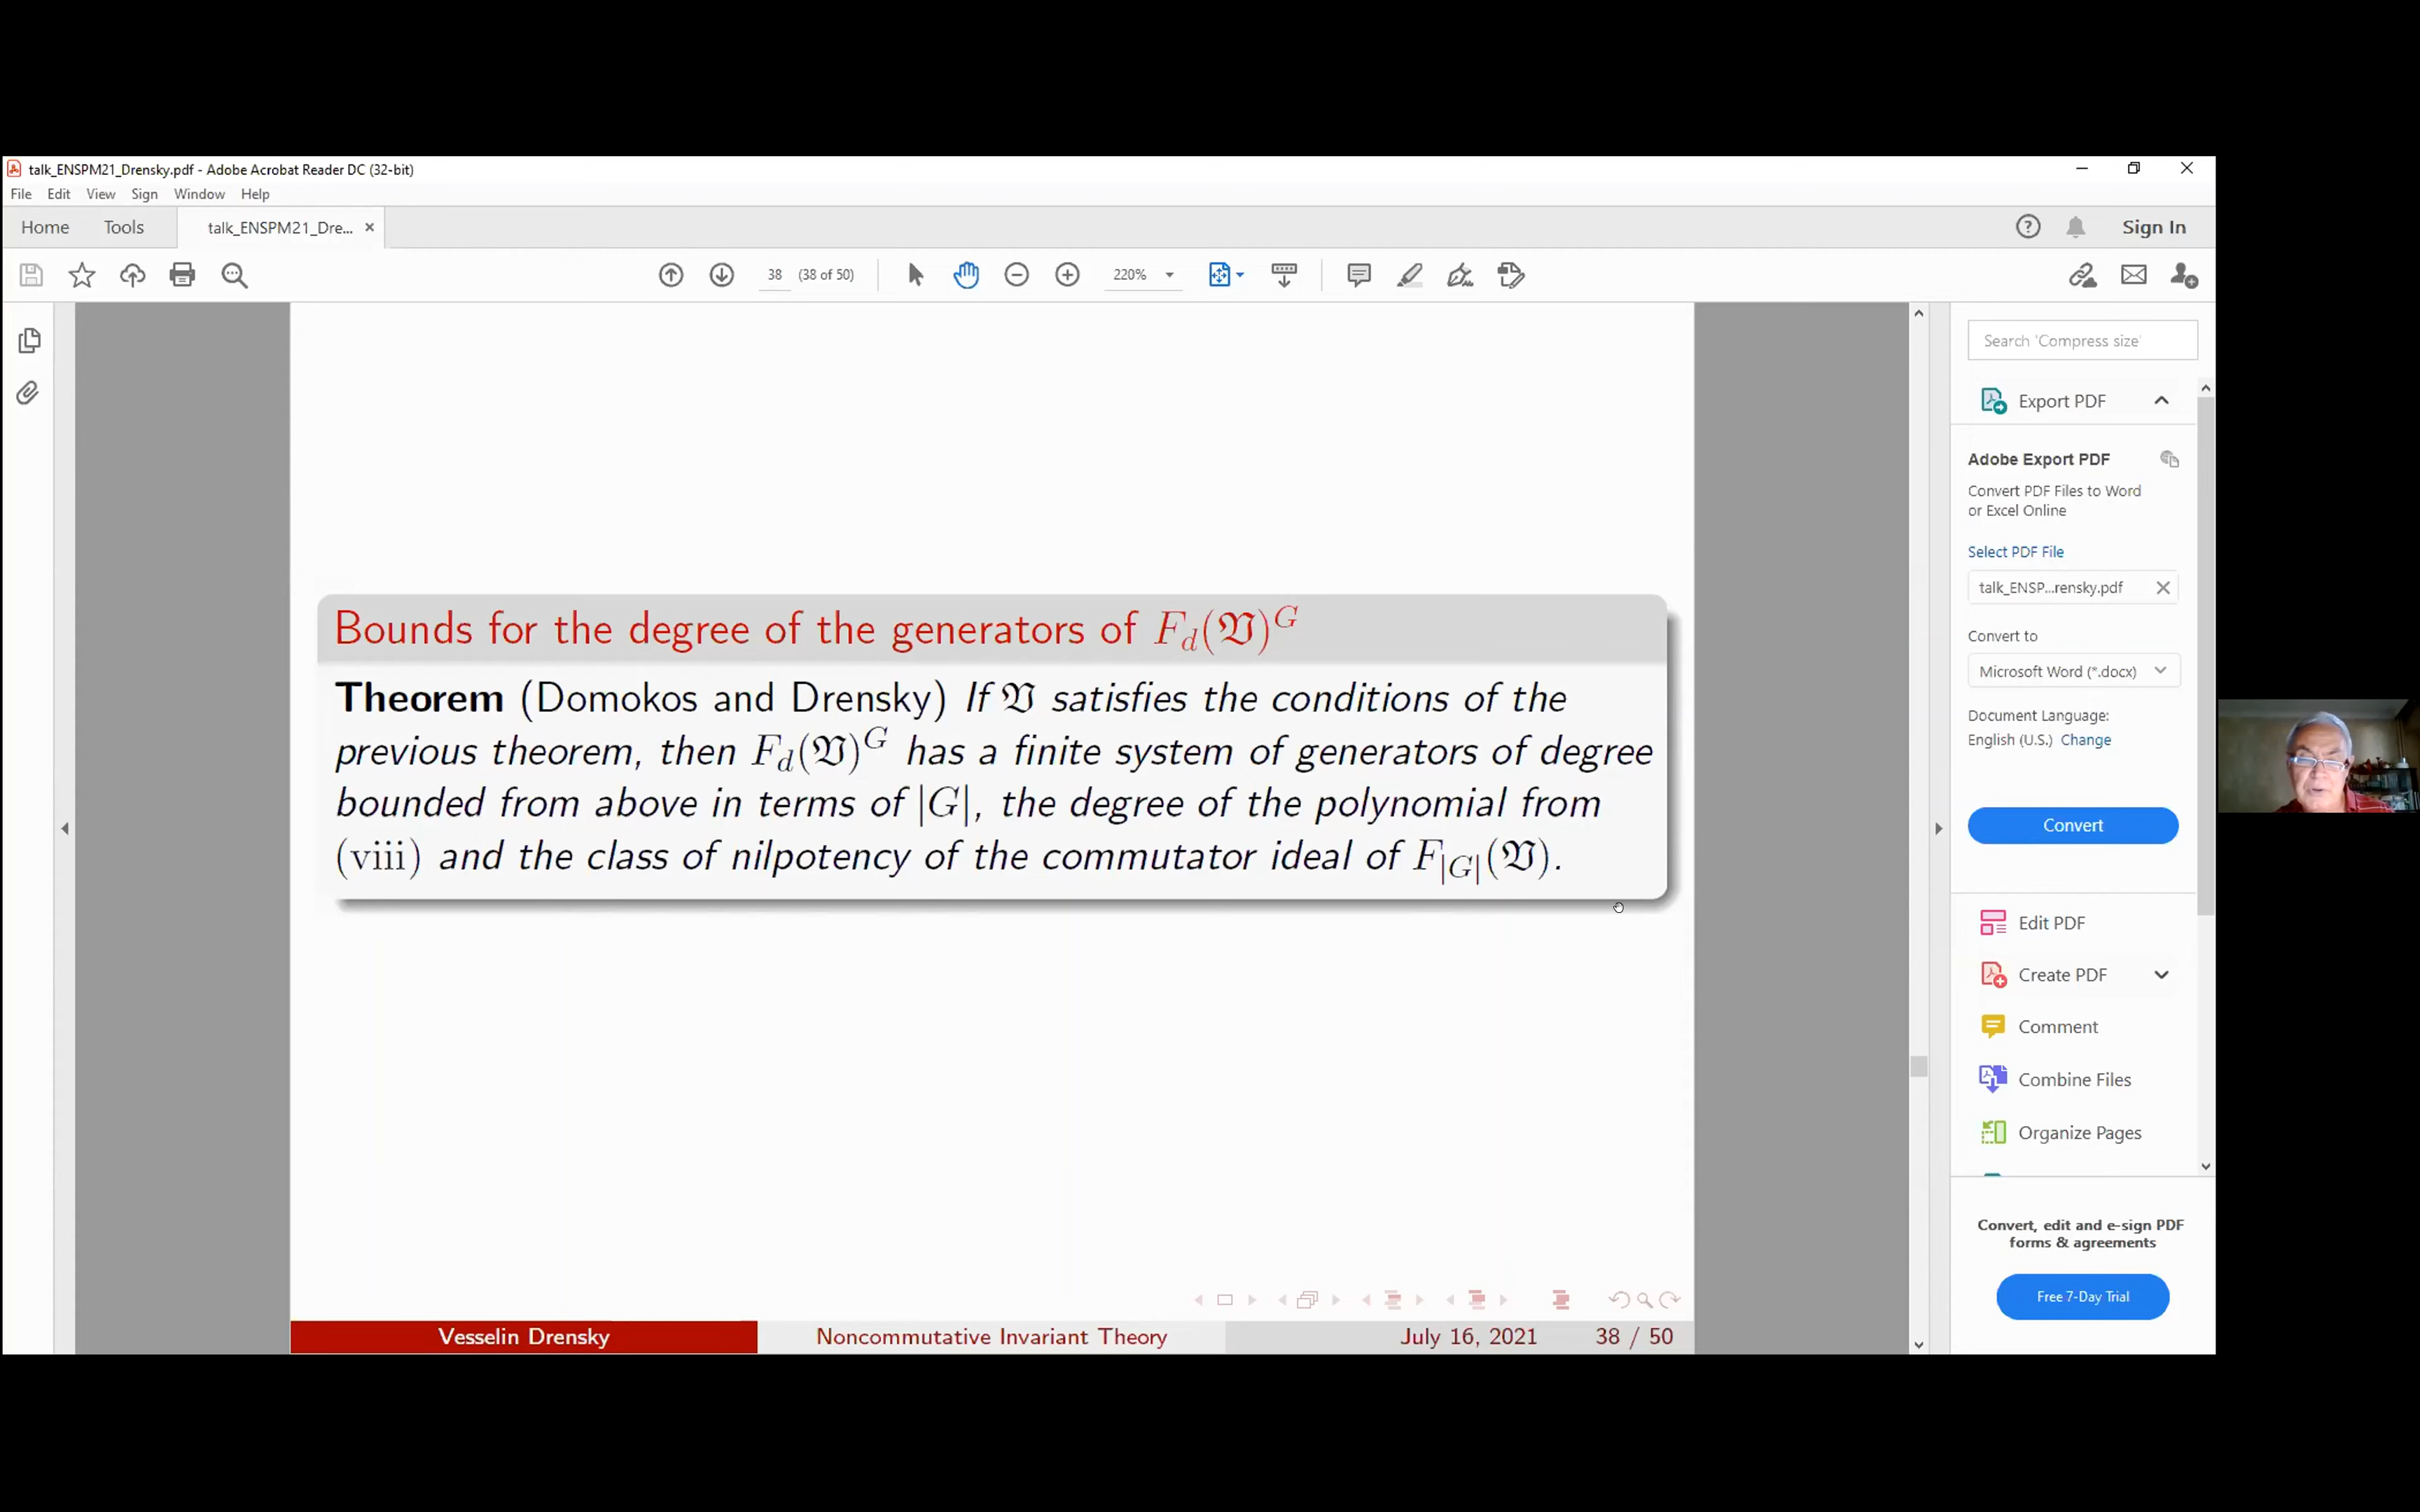 talk_ENSPM21_Drensky.pdf - Adobe Acrobat Reader DC (32-bit)
File Edit View Sign Window Help
Home Tools talk_ENSPM21_Dre... × Sign In
38 (38 of 50) 220%
Search 'Compress size'
Export PDF
Adobe Export PDF
Convert PDF Files to Word
or Excel Online
Select PDF File
talk_ENSP...rensky.pdf
Convert to
Microsoft Word (*.docx)
Document Language:
English (U.S.) Change
Convert
Edit PDF
Create PDF
Comment
Combine Files
Organize Pages
Convert, edit and e-sign PDF
forms & agreements
Free 7-Day Trial
Bounds for the degree of the generators of $F_d(\mathfrak{V})^G$
Theorem (Domokos and Drensky) If $\mathfrak{V}$ satisfies the conditions of the
previous theorem, then $F_d(\mathfrak{V})^G$ has a finite system of generators of degree
bounded from above in terms of |G|, the degree of the polynomial from
(viii) and the class of nilpotency of the commutator ideal of $F_{|G|}(\mathfrak{V})$.
Vesselin Drensky Noncommutative Invariant Theory July 16, 2021 38 / 50